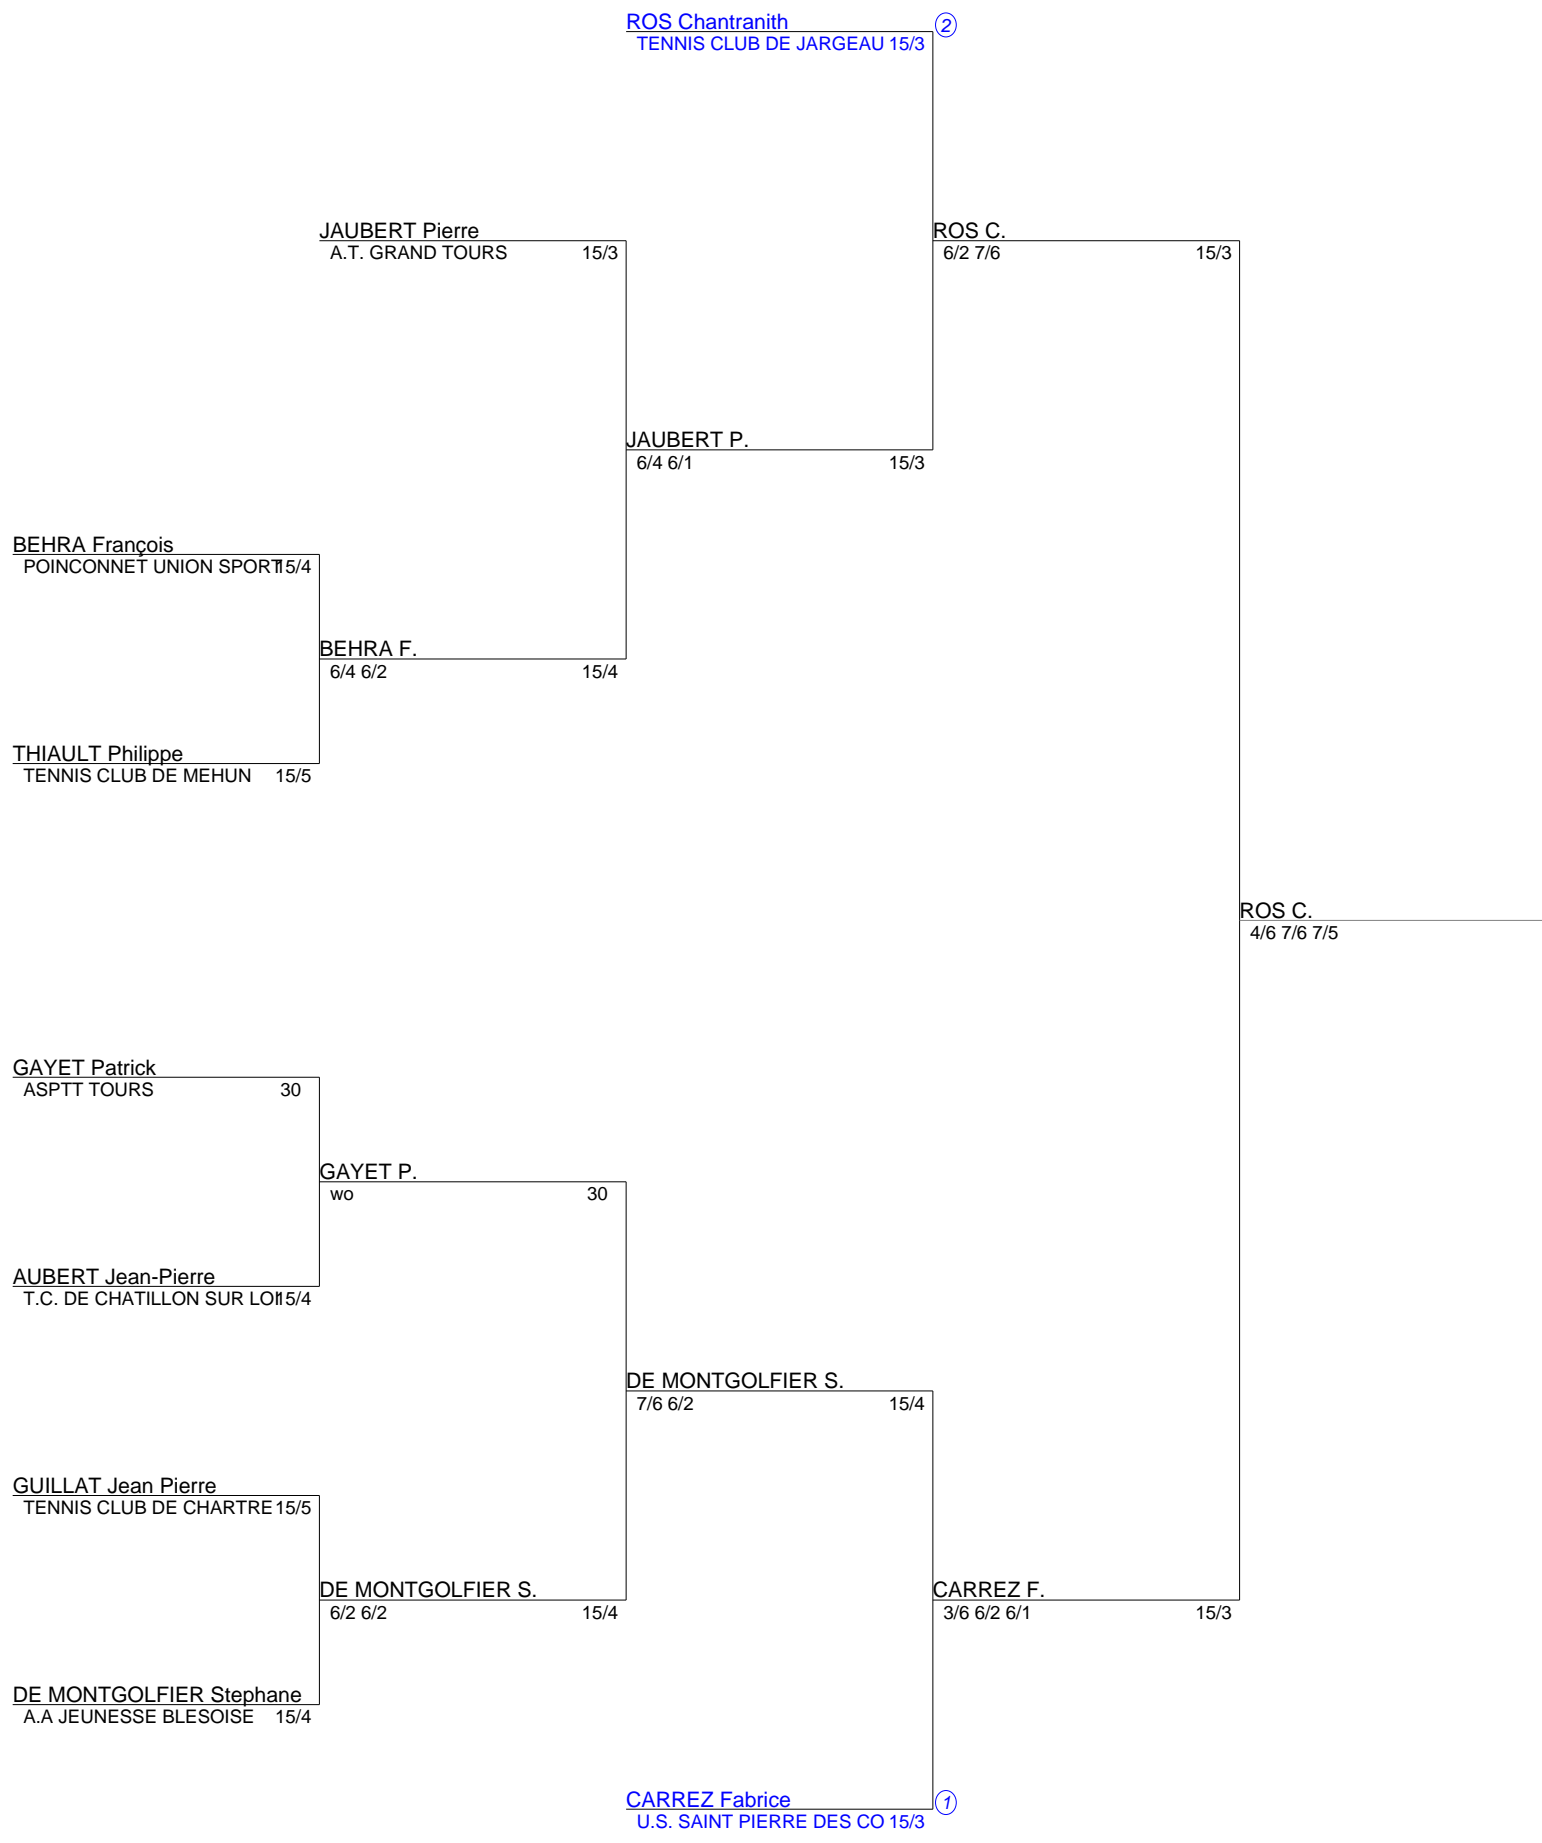 ROS Chantranith
2
TENNIS CLUB DE JARGEAU 15/3
JAUBERT Pierre
A.T. GRAND TOURS 15/3
ROS C.
6/2 7/6 15/3
JAUBERT P.
6/4 6/1 15/3
BEHRA François
POINCONNET UNION SPORT 15/4
BEHRA F.
6/4 6/2 15/4
THIAULT Philippe
TENNIS CLUB DE MEHUN 15/5
ROS C.
4/6 7/6 7/5
GAYET Patrick
ASPTT TOURS 30
GAYET P.
wo 30
AUBERT Jean-Pierre
T.C. DE CHATILLON SUR LOI 15/4
DE MONTGOLFIER S.
7/6 6/2 15/4
GUILLAT Jean Pierre
TENNIS CLUB DE CHARTRE 15/5
DE MONTGOLFIER S.
6/2 6/2 15/4
CARREZ F.
3/6 6/2 6/1 15/3
DE MONTGOLFIER Stephane
A.A JEUNESSE BLESOISE 15/4
CARREZ Fabrice
1
U.S. SAINT PIERRE DES CO 15/3